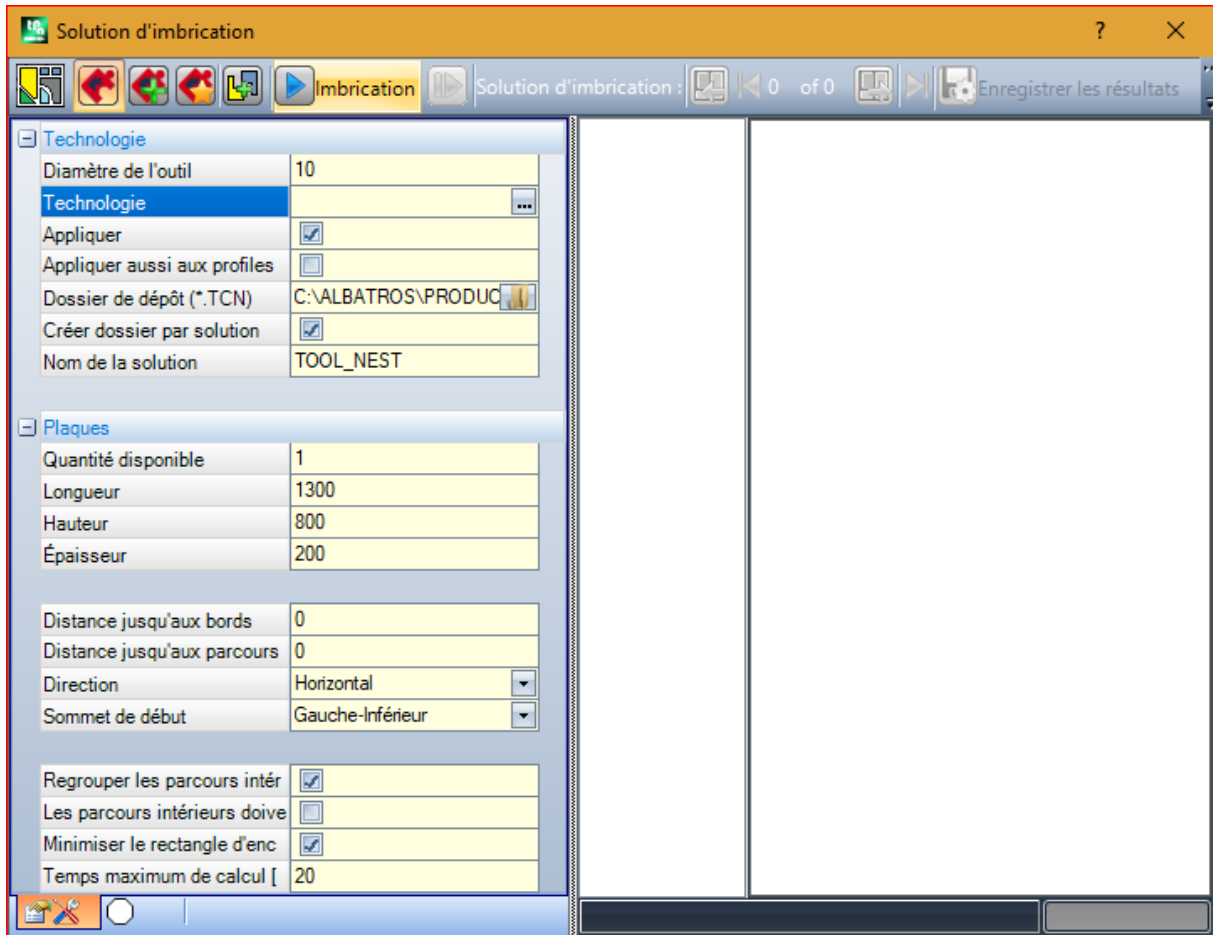 Solution d'imbrication
?
Imbrication Solution d'imbrication : 0 of 0 Enregistrer les résultats
Technologie
Diamètre de l'outil 10
Technologie ...
Appliquer
Appliquer aussi aux profiles
Dossier de dépôt (*.TCN) C:\ALBATROS\PRODUC
Créer dossier par solution
Nom de la solution TOOL_NEST
Plaques
Quantité disponible 1
Longueur 1300
Hauteur 800
Épaisseur 200
Distance jusqu'aux bords 0
Distance jusqu'aux parcours 0
Direction Horizontal
Sommet de début Gauche-Inférieur
Regrouper les parcours intér
Les parcours intérieurs doive
Minimiser le rectangle d'enc
Temps maximum de calcul [ 20